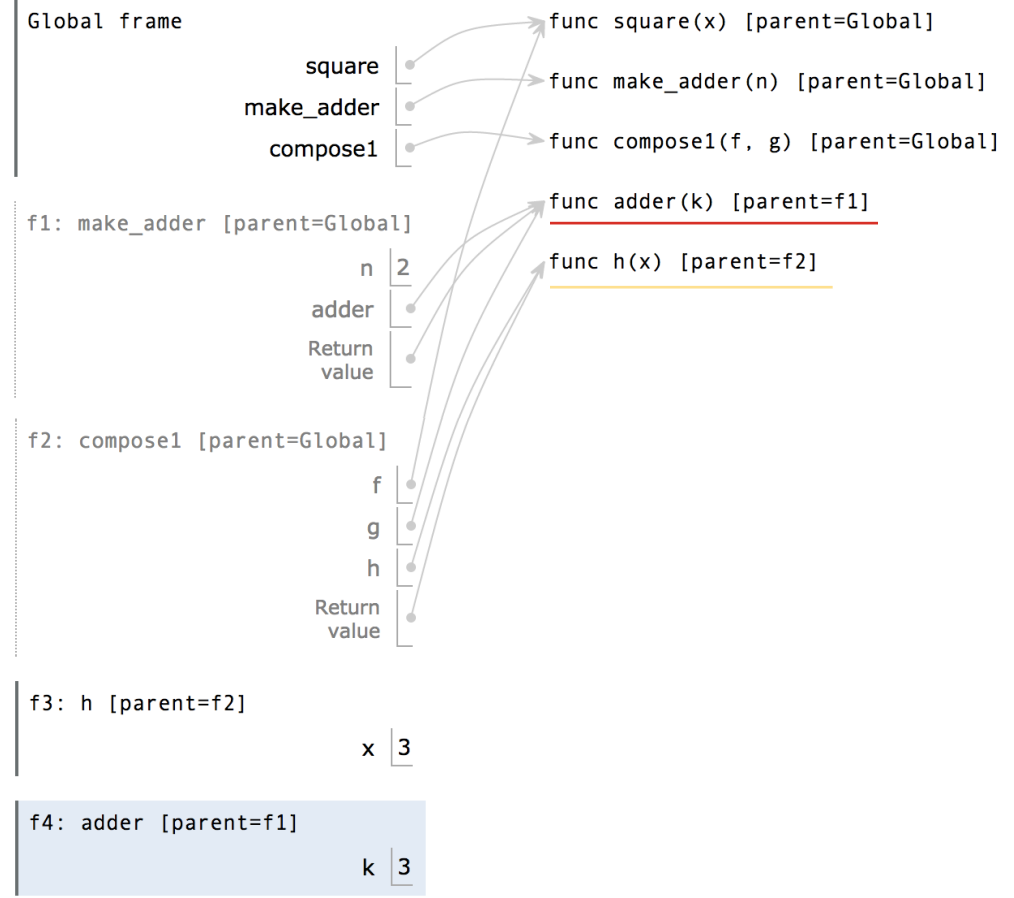 Global frame
square
make_adder
compose1
func square(x) [parent=Global]
func make_adder(n) [parent=Global]
func compose1(f, g) [parent=Global]
func adder(k) [parent=f1]
func h(x) [parent=f2]
f1: make_adder [parent=Global]
n 2
adder
Return
value
f2: compose1 [parent=Global]
f
g
h
Return
value
f3: h [parent=f2]
x 3
f4: adder [parent=f1]
k 3